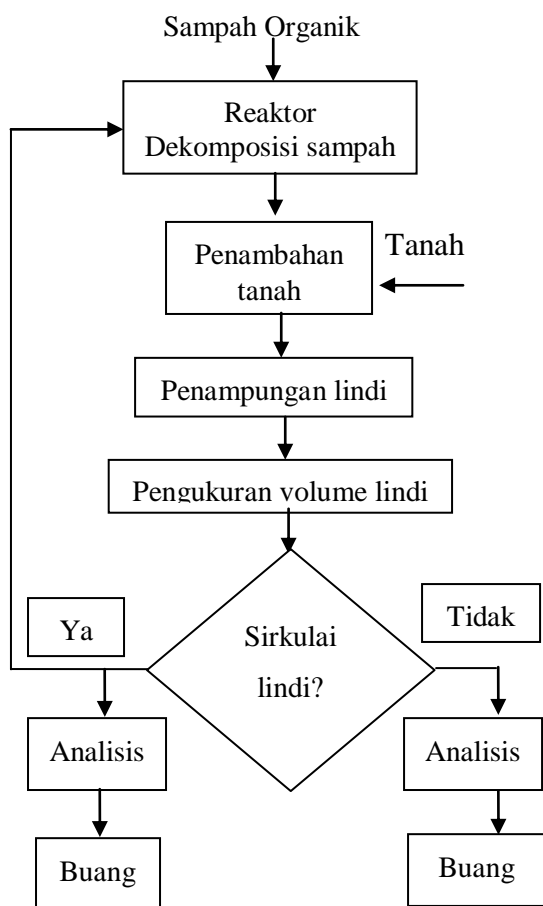 Sampah Organik
Reaktor
Dekomposisi sampah
Tanah
Penambahan
tanah
Penampungan lindi
Pengukuran volume lindi
Ya
Tidak
Sirkulai
lindi?
Analisis
Analisis
Buang
Buang